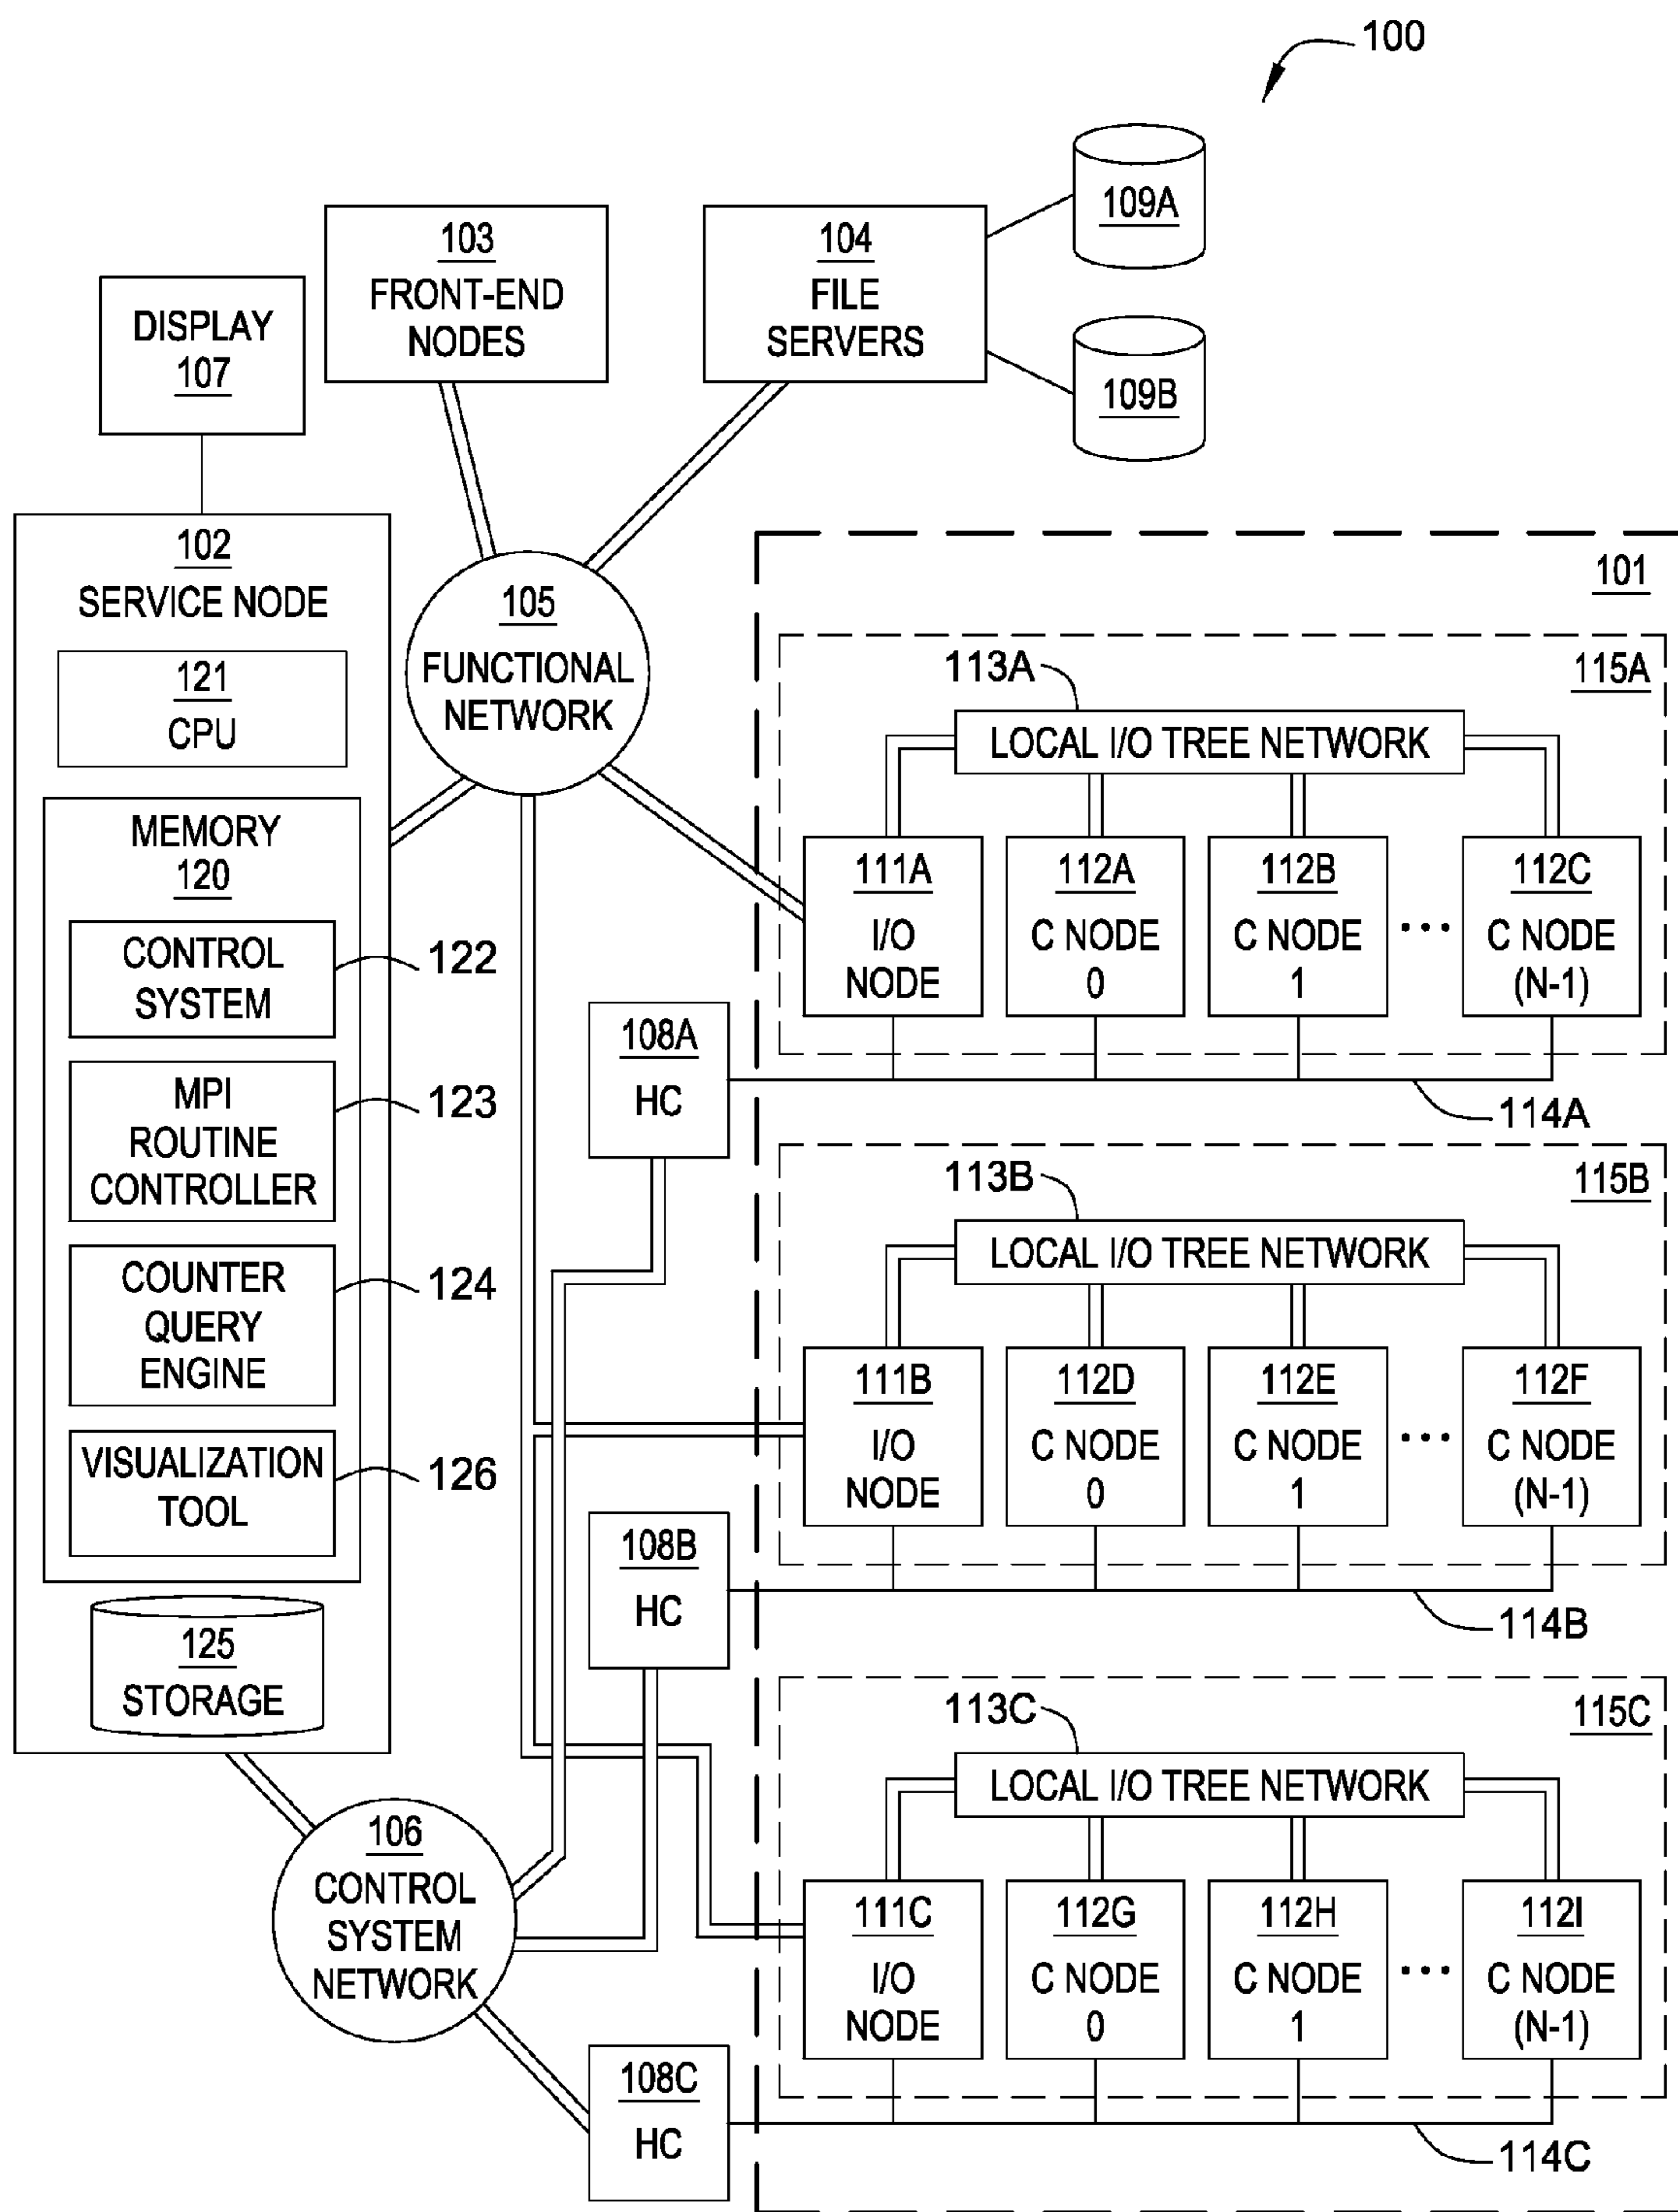 100
109A
103
FRONT-END
NODES
104
FILE
SERVERS
109B
DISPLAY
107
102
SERVICE NODE
121
CPU
MEMORY
120
CONTROL
SYSTEM
122
MPI
ROUTINE
CONTROLLER
123
COUNTER
QUERY
ENGINE
124
VISUALIZATION
TOOL
126
125
STORAGE
105
FUNCTIONAL
NETWORK
106
CONTROL
SYSTEM
NETWORK
108A
HC
108B
HC
108C
HC
101
113A
115A
LOCAL I/O TREE NETWORK
111A
I/O
NODE
112A
C NODE
0
112B
C NODE
1
...
112C
C NODE
(N-1)
114A
113B
115B
LOCAL I/O TREE NETWORK
111B
I/O
NODE
112D
C NODE
0
112E
C NODE
1
...
112F
C NODE
(N-1)
114B
113C
115C
LOCAL I/O TREE NETWORK
111C
I/O
NODE
112G
C NODE
0
112H
C NODE
1
...
112I
C NODE
(N-1)
114C